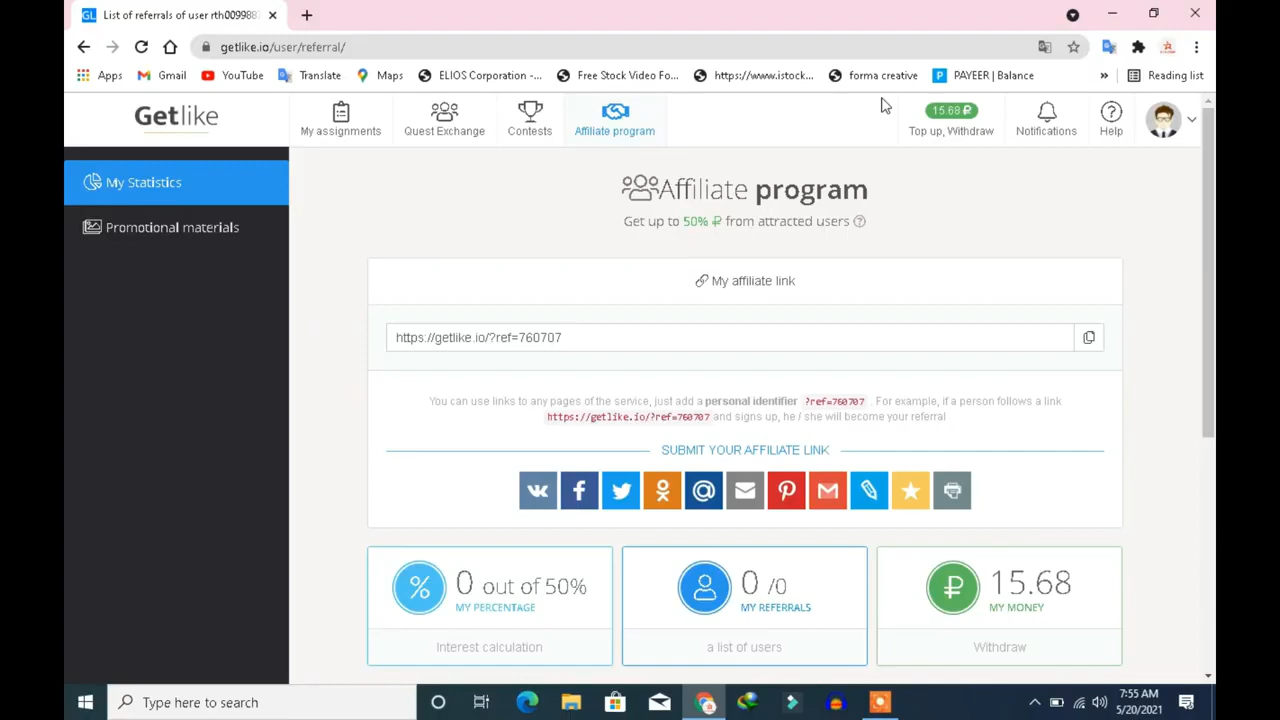 GL List of referrals of user rth009988
getlike.io/user/referral/
Apps Gmail YouTube Translate Maps ELIOS Corporation -... Free Stock Video Fo... https://www.istock... forma creative P PAYEER | Balance » Reading list
Getlike My assignments Quest Exchange Contests Affiliate program 15.68 ₽ Top up, Withdraw Notifications Help
My Statistics
Promotional materials
Affiliate program
Get up to 50% ₽ from attracted users
My affiliate link
https://getlike.io/?ref=760707
You can use links to any pages of the service, just add a personal identifier ?ref=760707 . For example, if a person follows a link
https://getlike.io/?ref=760707 and signs up, he / she will become your referral
SUBMIT YOUR AFFILIATE LINK
% 0 out of 50%
MY PERCENTAGE
Interest calculation
0 /0
MY REFERRALS
a list of users
₽ 15.68
MY MONEY
Withdraw
Type here to search
7:55 AM
5/20/2021